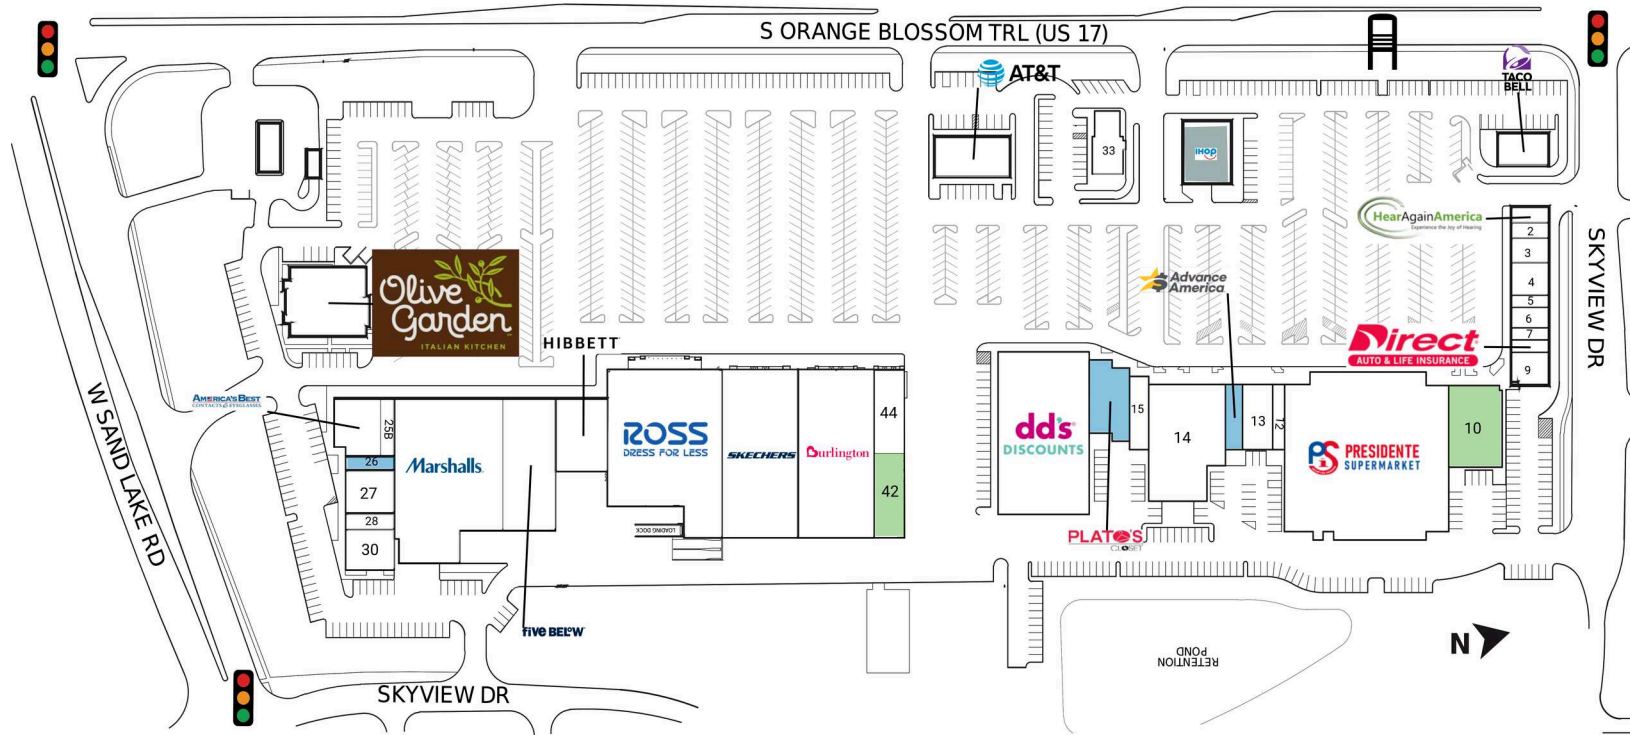 S ORANGE BLOSSOM TRL (US 17)
AT&T
TACO
BELL
33
IHOP
HearAgainAmerica
Experience the Joy of Hearing
2
3
4
5
6
7
9
SKYVIEW DR
Advance
America
Direct
AUTO & LIFE INSURANCE
Olive
Garden
ITALIAN KITCHEN
HIBBETT
AMERICA'S BEST
CONTACTS & EYEGLASSES
W SAND LAKE RD
25B
26
27
28
30
Marshalls
ROSS
DRESS FOR LESS
SKECHERS
Burlington
44
42
LOADING DOCK
dd's
DISCOUNTS
15
14
13
12
PS
PRESIDENTE
SUPERMARKET
10
PLATO'S
CLOSET
five BELOW
RETENTION
POND
N
SKYVIEW DR